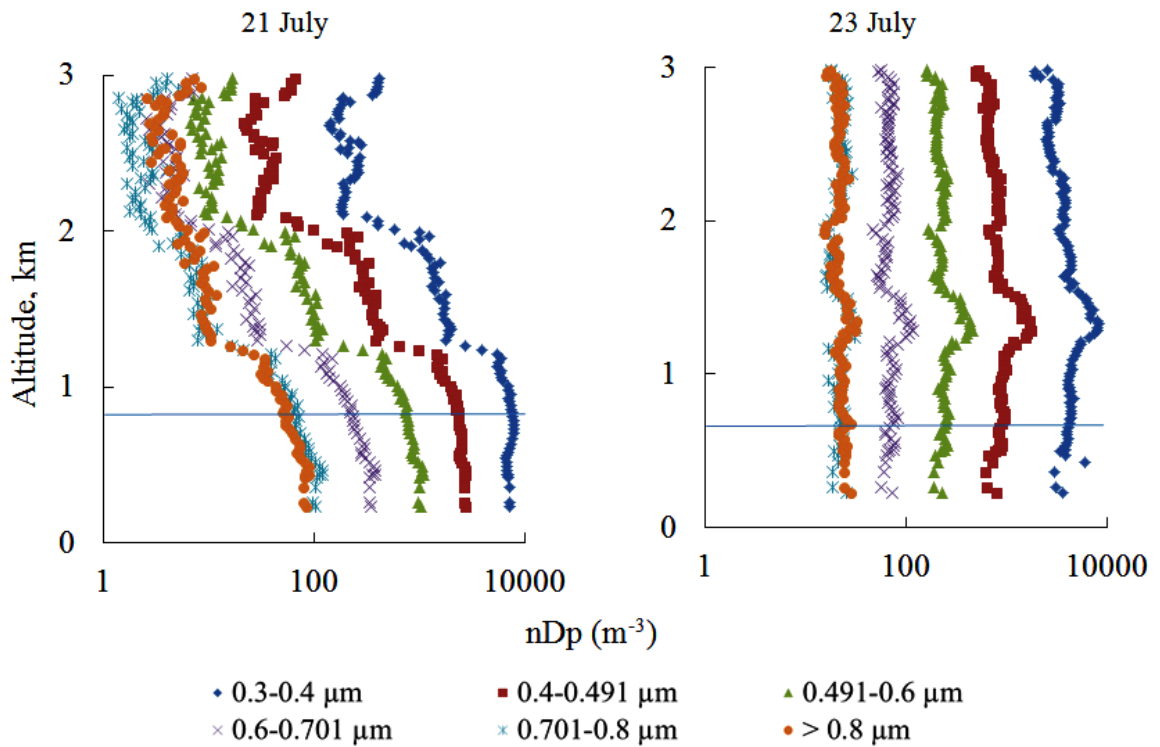 21 July
23 July
3
2
1
0
1
100
10000
3
2
1
0
1
100
10000
Altitude, km
nDp (m⁻³)
0.3-0.4 µm
0.4-0.491 µm
0.491-0.6 µm
0.6-0.701 µm
0.701-0.8 µm
> 0.8 µm